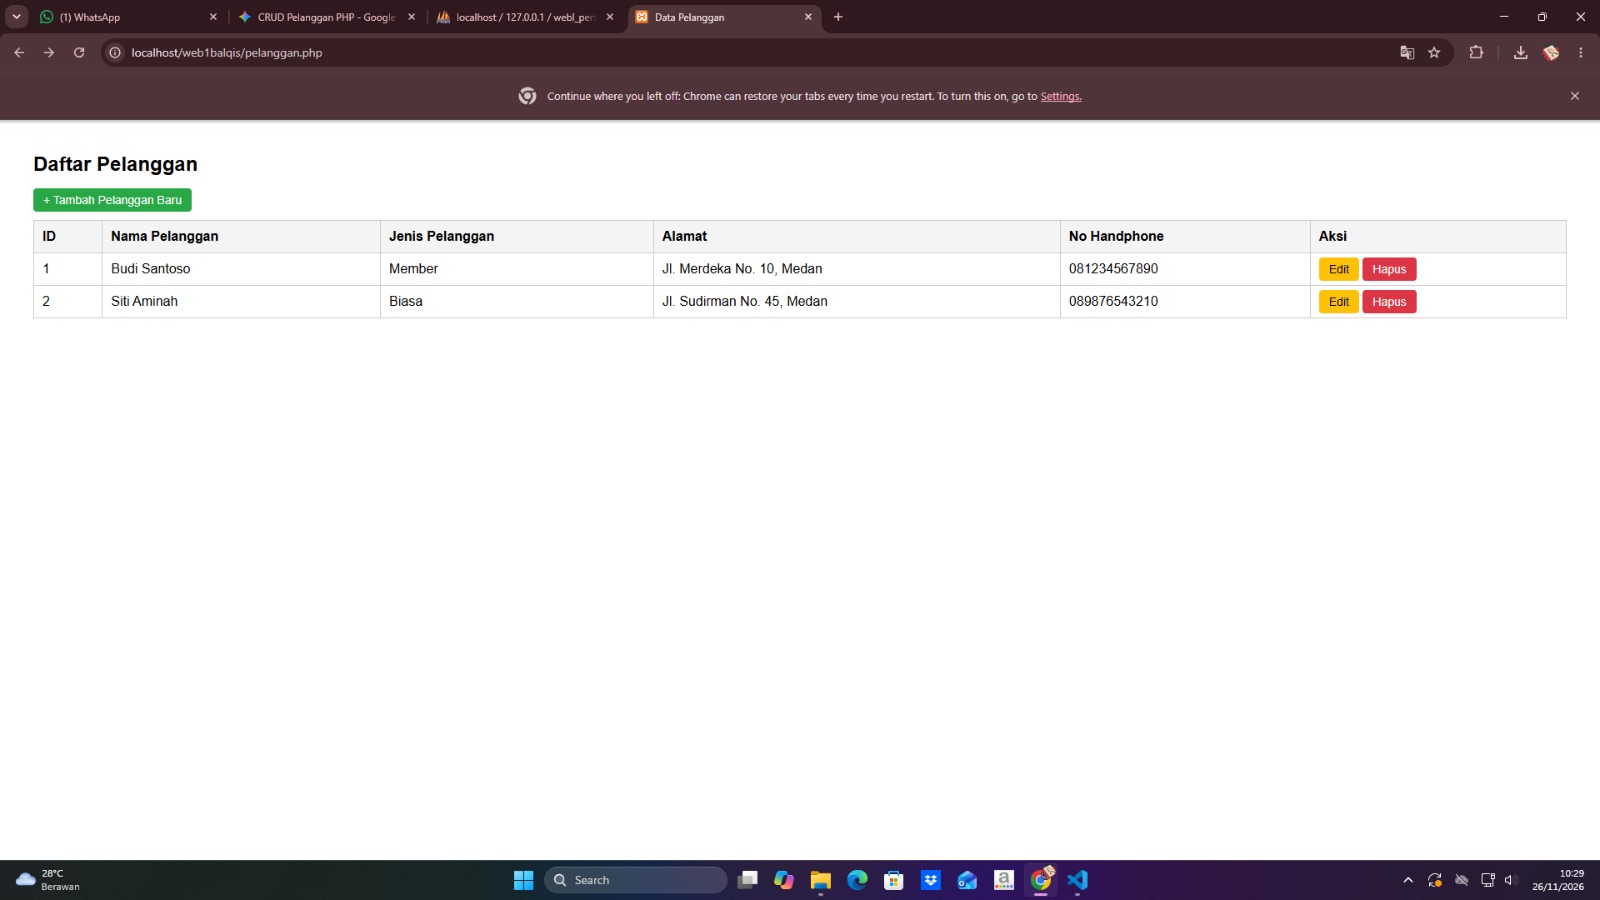 (1) WhatsApp
CRUD Pelanggan PHP - Google
localhost / 127.0.0.1 / webl_per
Data Pelanggan
localhost/web1balqis/pelanggan.php
Continue where you left off: Chrome can restore your tabs every time you restart. To turn this on, go to Settings.
Daftar Pelanggan
+ Tambah Pelanggan Baru
ID Nama Pelanggan Jenis Pelanggan Alamat No Handphone Aksi
1 Budi Santoso Member Jl. Merdeka No. 10, Medan 081234567890 Edit Hapus
2 Siti Aminah Biasa Jl. Sudirman No. 45, Medan 089876543210 Edit Hapus
28°C
Berawan
Search
10:29
26/11/2026